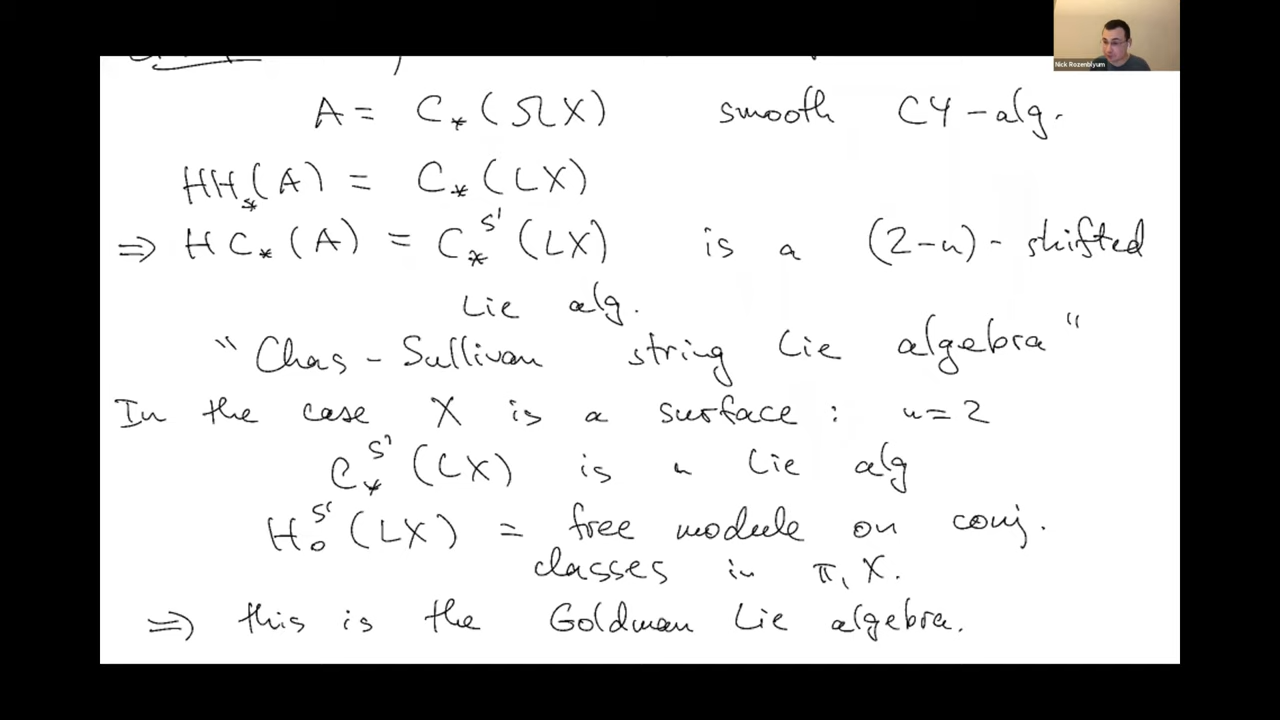 Nick Rozenblyum
A = C_*(ΩX) smooth CY-alg.
HH_*(A) = C_*(LX)
⇒ HC_*(A) = C_*^{S^1}(LX) is a (2-n)-shifted
Lie alg.
"Chas-Sullivan string Lie algebra"
In the case X is a surface: n=2
C_*^{S^1}(LX) is a Lie alg
H_0^{S^1}(LX) = free module on conj.
classes in π_1 X.
⇒ this is the Goldman Lie algebra.